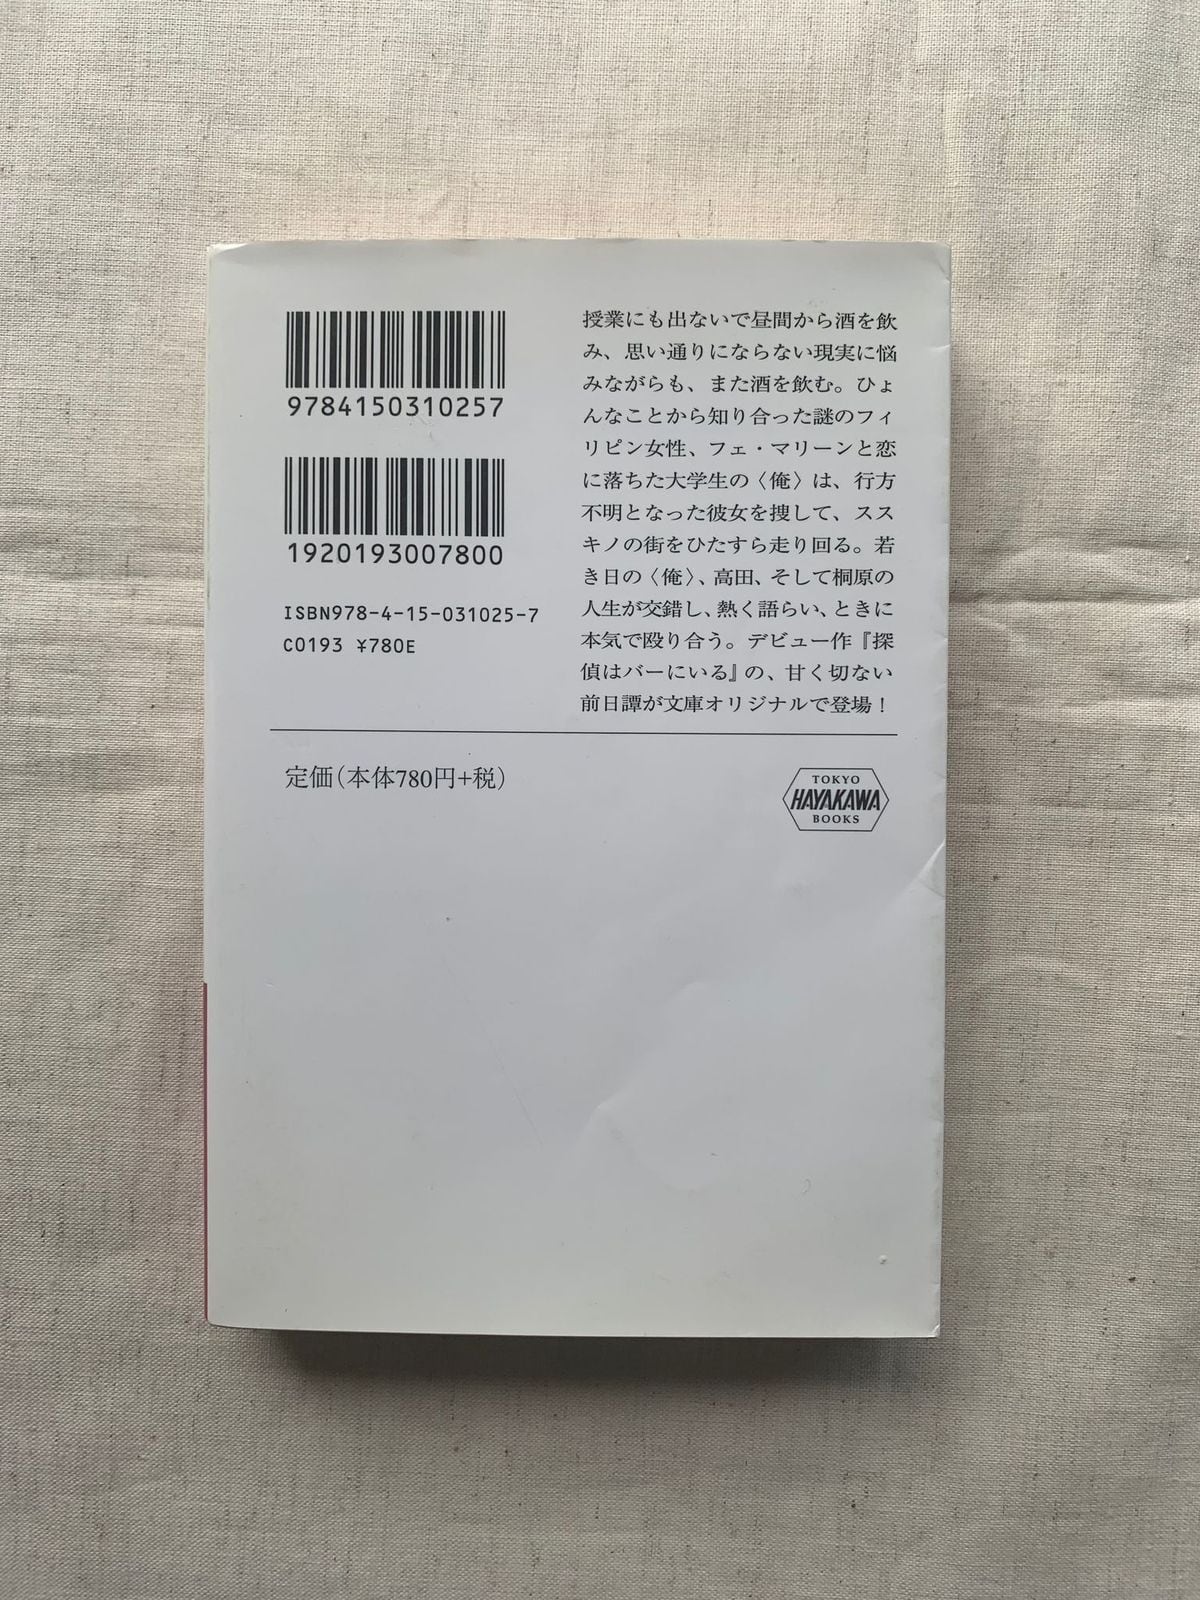 9784150310257
1920193007800
ISBN978-4-15-031025-7
C0193 ¥780E
授業にも出ないで昼間から酒を飲
み、思い通りにならない現実に悩
みながらも、また酒を飲む。ひょ
んなことから知り合った謎のフィ
リピン女性、フェ・マリーンと恋
に落ちた大学生の〈俺〉は、行方
不明となった彼女を捜して、スス
キノの街をひたすら走り回る。若
き日の〈俺〉、高田、そして桐原の
人生が交錯し、熱く語らい、ときに
本気で殴り合う。デビュー作『探
偵はバーにいる』の、甘く切ない
前日譚が文庫オリジナルで登場！
定価（本体780円+税）
TOKYO
HAYAKAWA
BOOKS